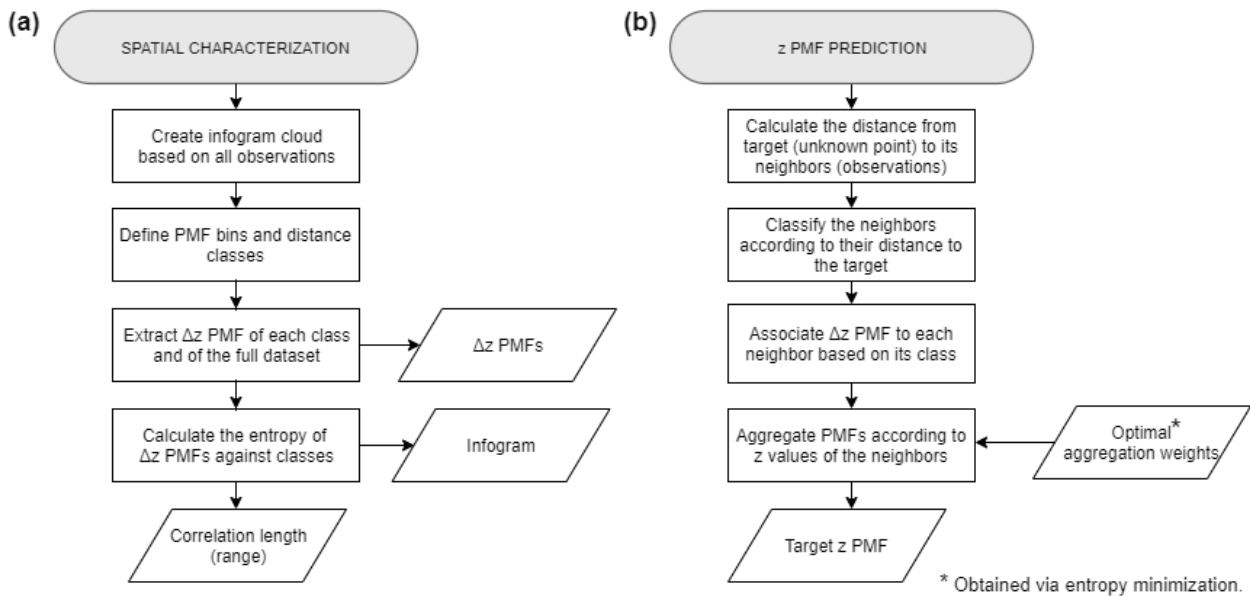 (a)
SPATIAL CHARACTERIZATION
Create infogram cloud
based on all observations
Define PMF bins and distance
classes
Extract Δz PMF of each class
and of the full dataset
Δz PMFs
Calculate the entropy of
Δz PMFs against classes
Infogram
Correlation length
(range)
(b)
z PMF PREDICTION
Calculate the distance from
target (unknown point) to its
neighbors (observations)
Classify the neighbors
according to their distance to
the target
Associate Δz PMF to each
neighbor based on its class
Aggregate PMFs according to
z values of the neighbors
Optimal*
aggregation weights
Target z PMF
* Obtained via entropy minimization.